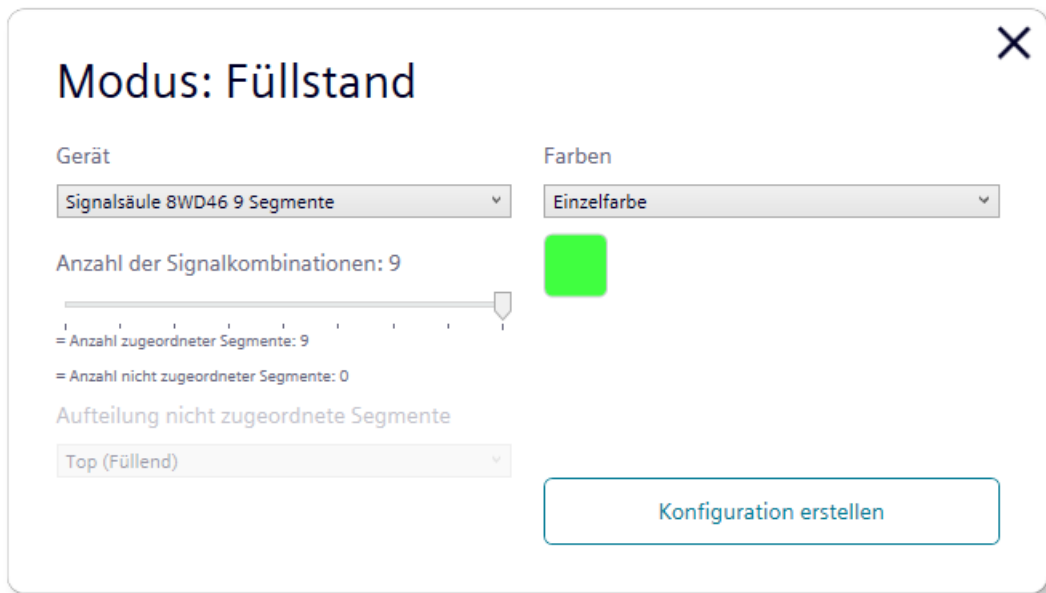 Modus: Füllstand
Gerät
Signalsäule 8WD46 9 Segmente
Anzahl der Signalkombinationen: 9
= Anzahl zugeordneter Segmente: 9
= Anzahl nicht zugeordneter Segmente: 0
Aufteilung nicht zugeordnete Segmente
Top (Füllend)
Farben
Einzelfarbe
Konfiguration erstellen